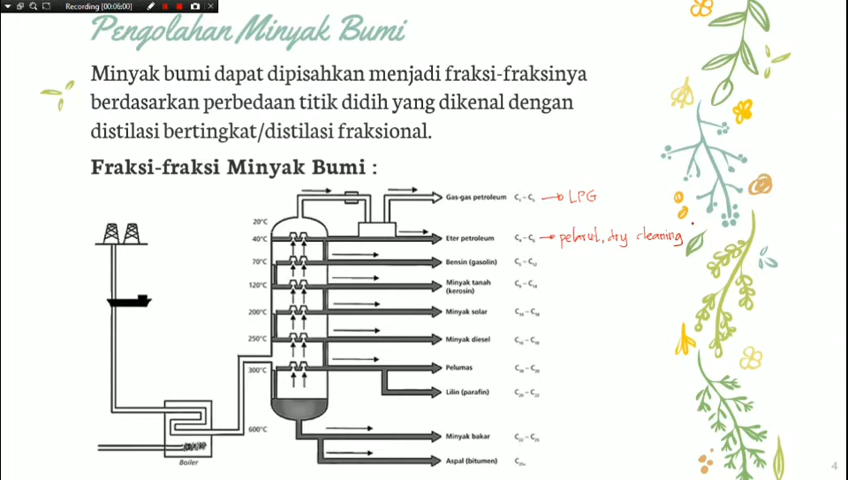 Recording [00:06:00]
Pengolahan Minyak Bumi
Minyak bumi dapat dipisahkan menjadi fraksi-fraksinya
berdasarkan perbedaan titik didih yang dikenal dengan
distilasi bertingkat/distilasi fraksional.
Fraksi-fraksi Minyak Bumi :
Gas-gas petroleum → LPG
20°C
40°C Eter petroleum → pelarut, dry cleaning
70°C Bensin (gasolin)
120°C Minyak tanah
(kerosin)
200°C Minyak solar
250°C Minyak diesel
300°C Pelumas
Lilin (parafin)
600°C Minyak bakar
Boiler Aspal (bitumen)
4